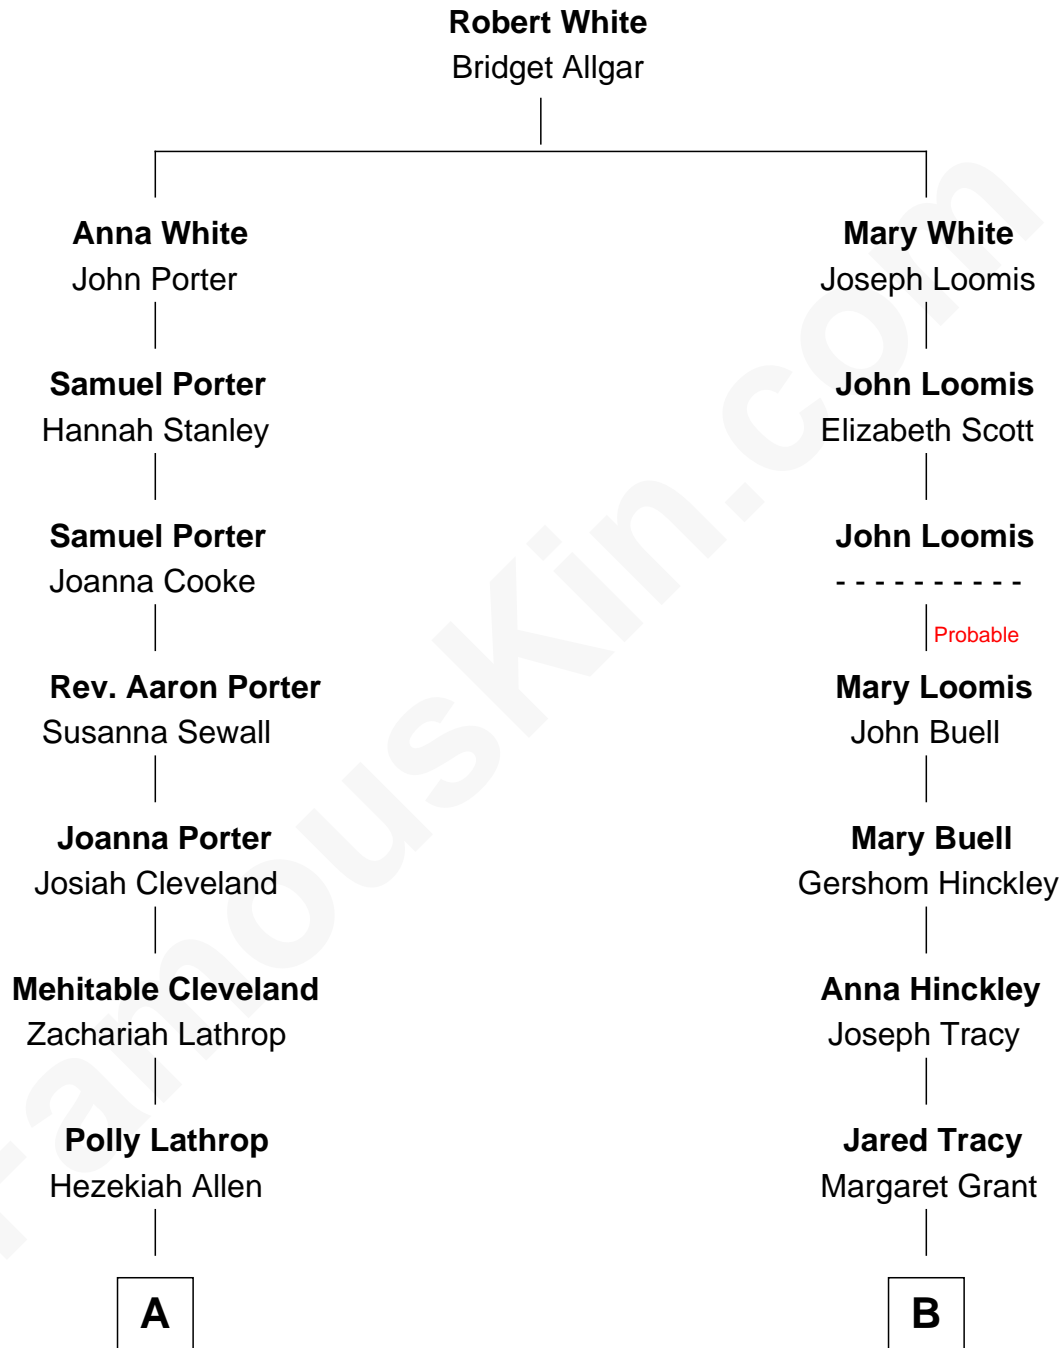 Robert White
Bridget Allgar
Anna White
John Porter
Samuel Porter
Hannah Stanley
Samuel Porter
Joanna Cooke
Rev. Aaron Porter
Susanna Sewall
Joanna Porter
Josiah Cleveland
Mehitable Cleveland
Zachariah Lathrop
Polly Lathrop
Hezekiah Allen
A
Mary White
Joseph Loomis
John Loomis
Elizabeth Scott
John Loomis
- - - - - - - - - -
Probable
Mary Loomis
John Buell
Mary Buell
Gershom Hinckley
Anna Hinckley
Joseph Tracy
Jared Tracy
Margaret Grant
B
FamousKin.com